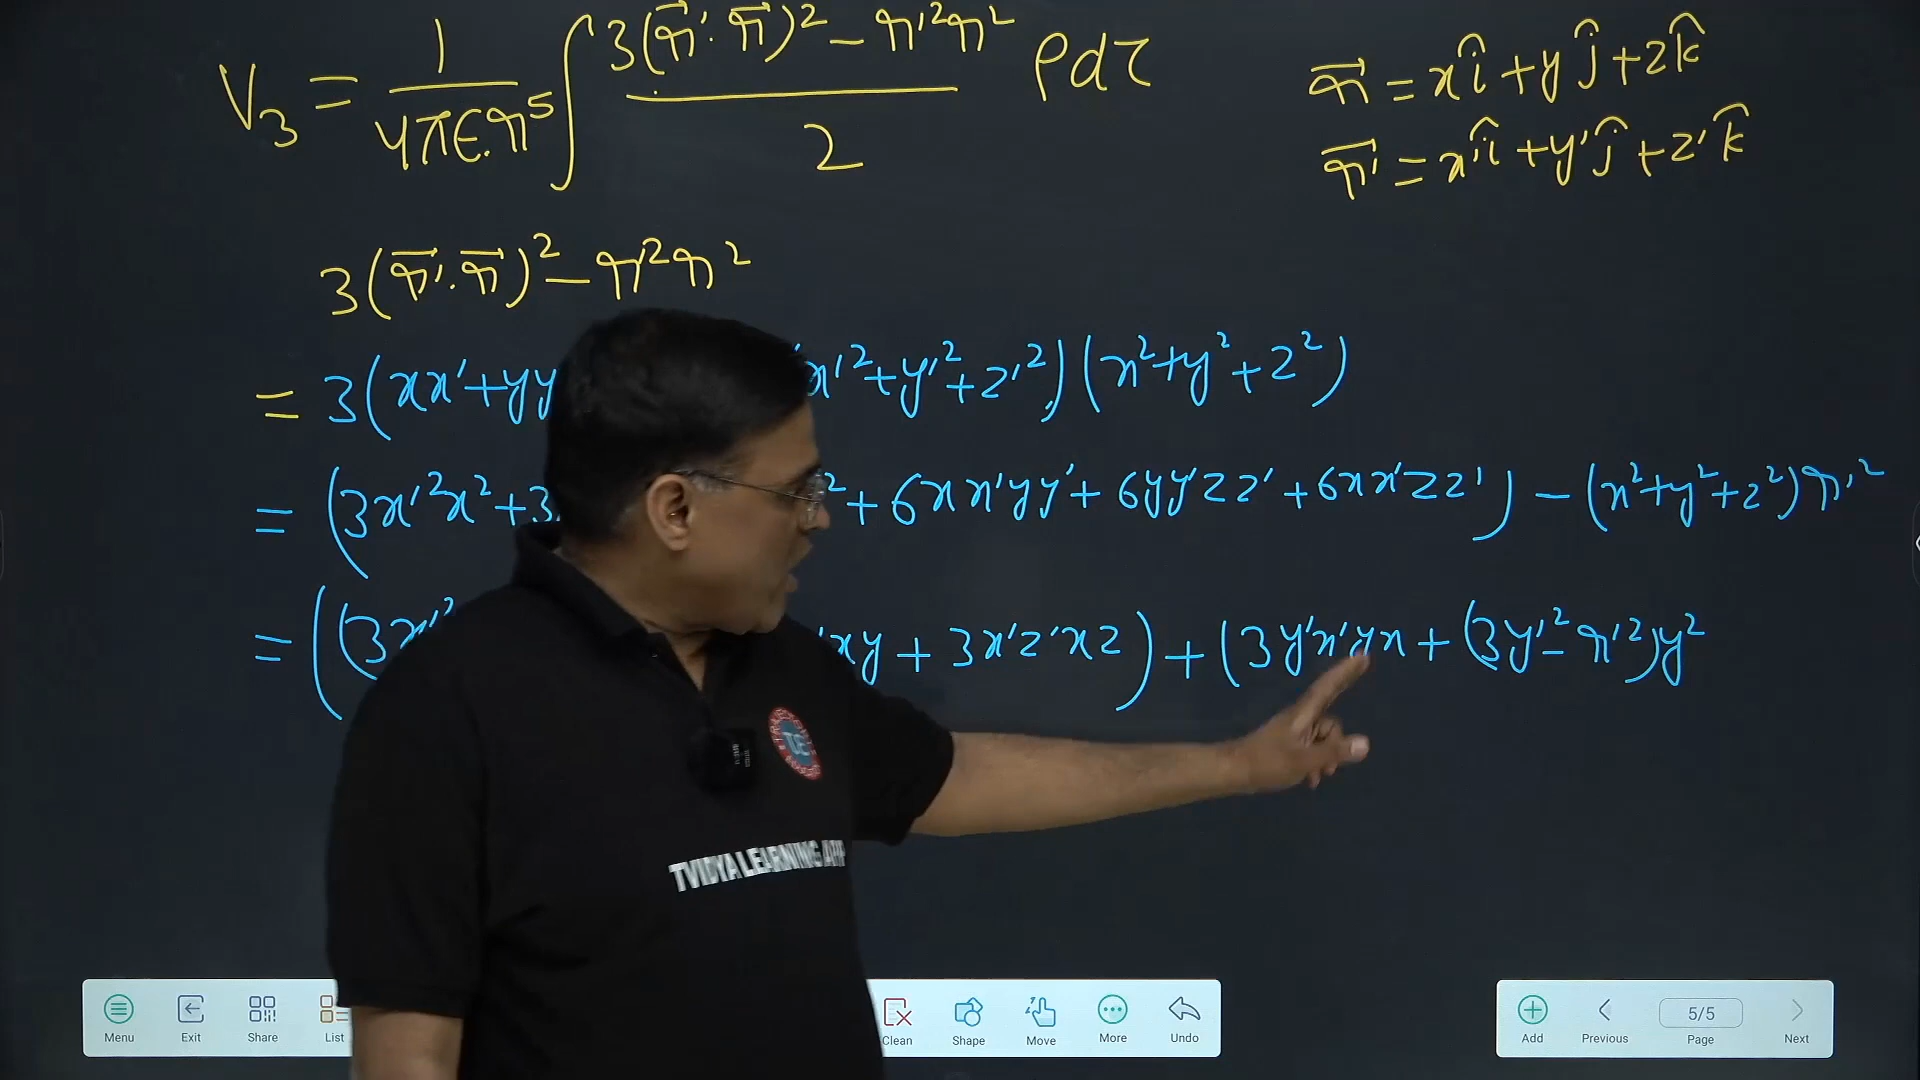 V₃ = 1/4πϵ₀r⁵ ∫ 3(r⃗'.r⃗)² − r'²r²/2 ρdτ
r⃗ = xî + yĵ + zk̂
r⃗' = x'î + y'ĵ + z'k̂
3(r⃗'.r⃗)² − r'²r²
= 3(xx' + yy x'² + y'² + z'²)(x² + y² + z²)
= (3x'²x² + 3 ² + 6xx'yy' + 6yy'zz' + 6xx'zz') − (x² + y² + z²)r'²
= ((3x'² 'xy + 3x'z'xz) + (3y'x'yx + (3y'² − r'²)y²
TVIDYA LEARNING APP
Menu Exit Share List Clean Shape Move More Undo Add Previous 5/5 Page Next